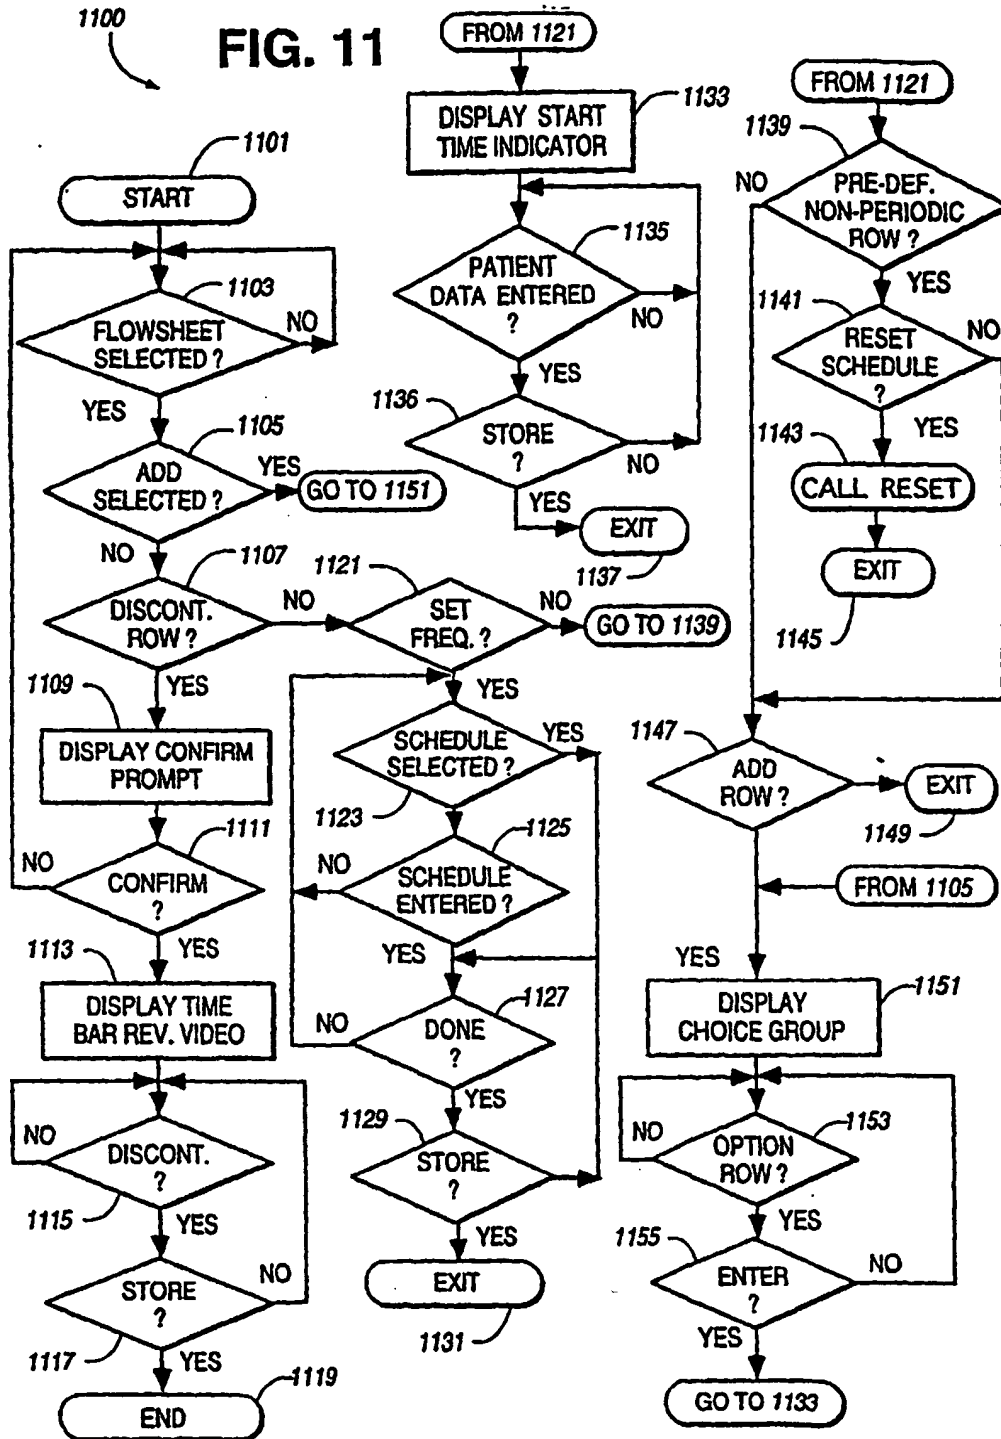 1100
FIG. 11
1101
START
1103
FLOWSHEET
SELECTED ?
NO
YES
1105
ADD
SELECTED ?
YES
GO TO 1151
NO
1107
DISCONT.
ROW ?
NO
YES
1109
DISPLAY CONFIRM
PROMPT
1111
NO
CONFIRM
?
YES
1113
DISPLAY TIME
BAR REV. VIDEO
NO
DISCONT.
?
1115
YES
STORE
?
NO
1117
YES
1119
END
FROM 1121
1133
DISPLAY START
TIME INDICATOR
1135
PATIENT
DATA ENTERED
?
NO
YES
1136
STORE
?
NO
YES
EXIT
1137
1121
SET
FREQ. ?
NO
GO TO 1139
YES
SCHEDULE
SELECTED ?
YES
1123
1125
NO
SCHEDULE
ENTERED ?
YES
1127
NO
DONE
?
YES
1129
STORE
?
YES
EXIT
1131
FROM 1121
1139
NO
PRE-DEF.
NON-PERIODIC
ROW ?
YES
1141
RESET
SCHEDULE
?
NO
YES
1143
CALL RESET
EXIT
1145
1147
ADD
ROW ?
EXIT
1149
FROM 1105
YES
1151
DISPLAY
CHOICE GROUP
1153
NO
OPTION
ROW ?
YES
1155
ENTER
?
NO
YES
GO TO 1133